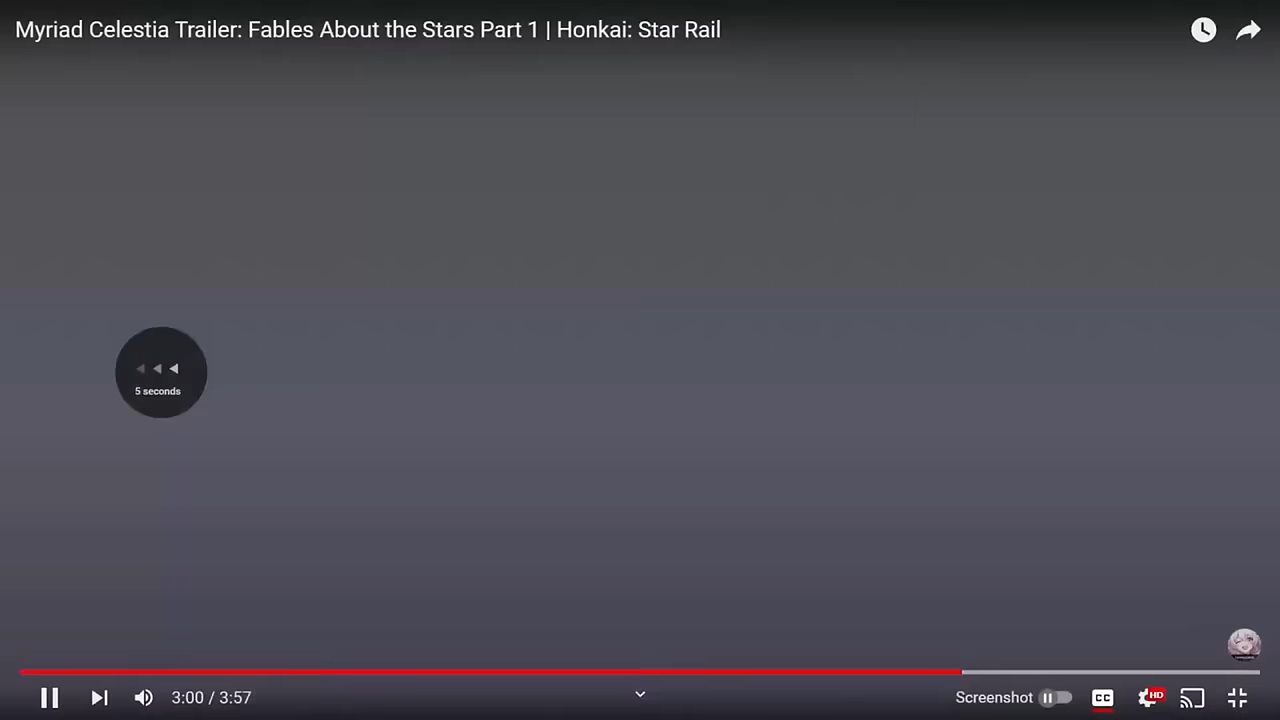 Myriad Celestia Trailer: Fables About the Stars Part 1 | Honkai: Star Rail
5 seconds
3:00 / 3:57
Screenshot
CC
HD